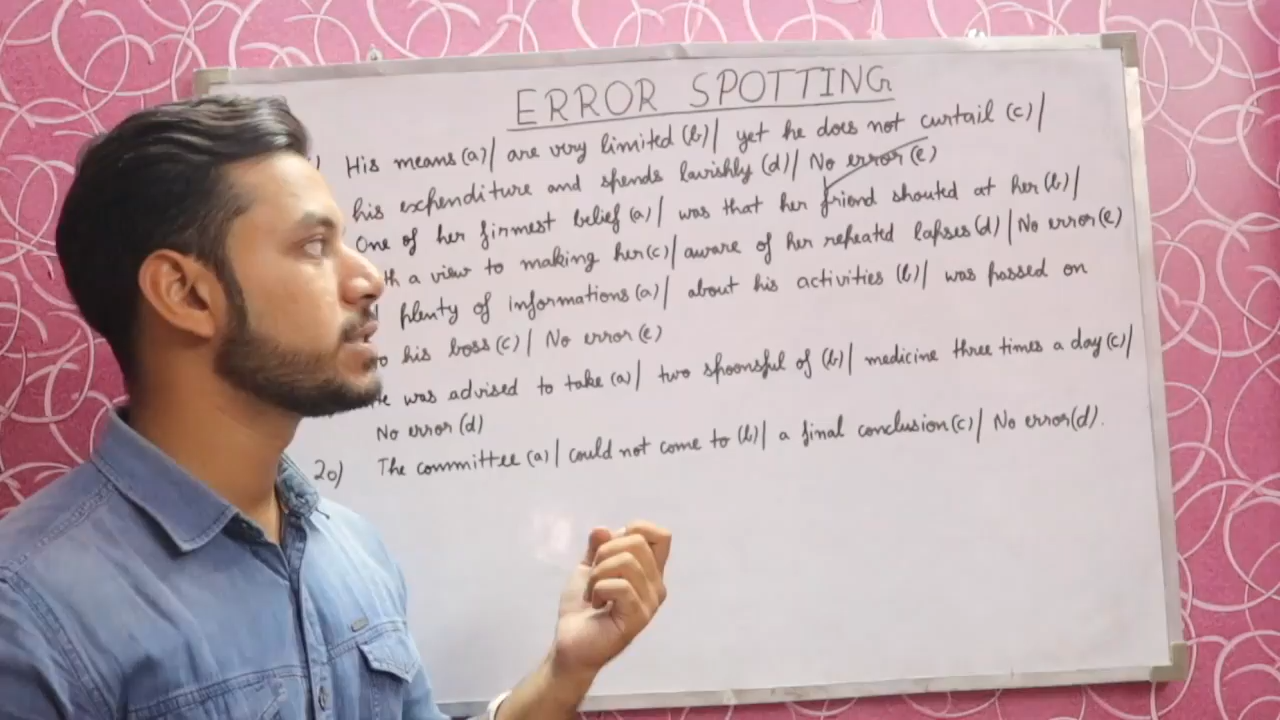 ERROR SPOTTING
) His means (a)| are very limited (b)| yet he does not curtail (c)|
his expenditure and spends lavishly (d)| No error (e)
One of her firmest belief (a)| was that her friend shouted at her (b)|
th a view to making her (c)| aware of her repeated lapses (d)| No error (e)
plenty of informations (a)| about his activities (b)| was passed on
o his boss (c)| No error (e)
He was advised to take (a)| two spoonsful of (b)| medicine three times a day (c)|
No error (d)
20) The committee (a)| could not come to (b)| a final conclusion (c)| No error (d).